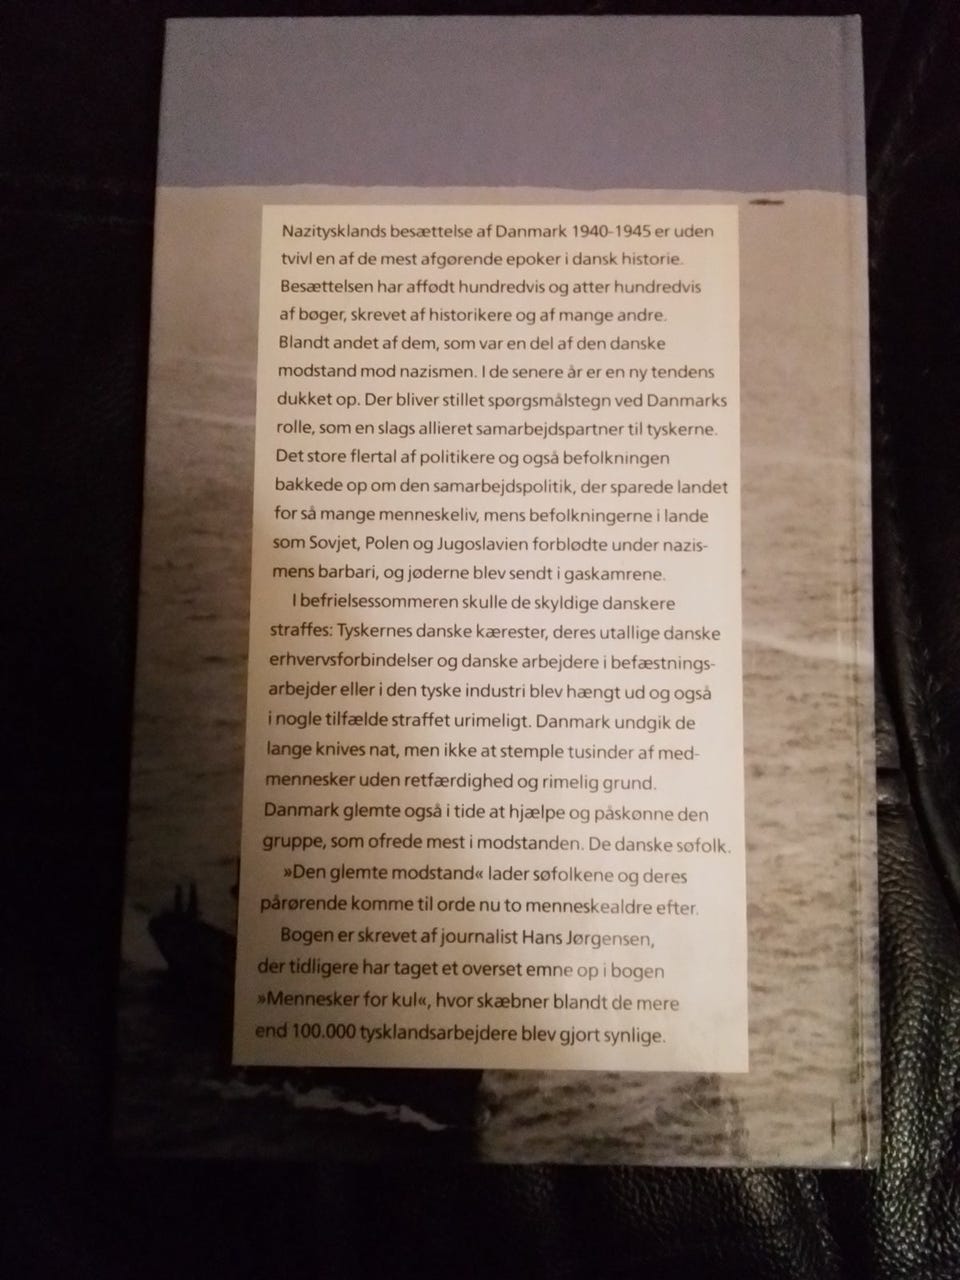 Nazitysklands besættelse af Danmark 1940-1945 er uden
tvivl en af de mest afgørende epoker i dansk historie.
Besættelsen har affødt hundredvis og atter hundredvis
af bøger, skrevet af historikere og af mange andre.
Blandt andet af dem, som var en del af den danske
modstand mod nazismen. I de senere år er en ny tendens
dukket op. Der bliver stillet spørgsmålstegn ved Danmarks
rolle, som en slags allieret samarbejdspartner til tyskerne.
Det store flertal af politikere og også befolkningen
bakkede op om den samarbejdspolitik, der sparede landet
for så mange menneskeliv, mens befolkningerne i lande
som Sovjet, Polen og Jugoslavien forblødte under nazis-
mens barbari, og jøderne blev sendt i gaskamrene.
I befrielsessommeren skulle de skyldige danskere
straffes: Tyskernes danske kærester, deres utallige danske
erhvervsforbindelser og danske arbejdere i befæstnings-
arbejder eller i den tyske industri blev hængt ud og også
i nogle tilfælde straffet urimeligt. Danmark undgik de
lange knives nat, men ikke at stemple tusinder af med-
mennesker uden retfærdighed og rimelig grund.
Danmark glemte også i tide at hjælpe og påskønne den
gruppe, som ofrede mest i modstanden. De danske søfolk.
»Den glemte modstand« lader søfolkene og deres
pårørende komme til orde nu to menneskealdre efter.
Bogen er skrevet af journalist Hans Jørgensen,
der tidligere har taget et overset emne op i bogen
»Mennesker for kul«, hvor skæbner blandt de mere
end 100.000 tysklandsarbejdere blev gjort synlige.